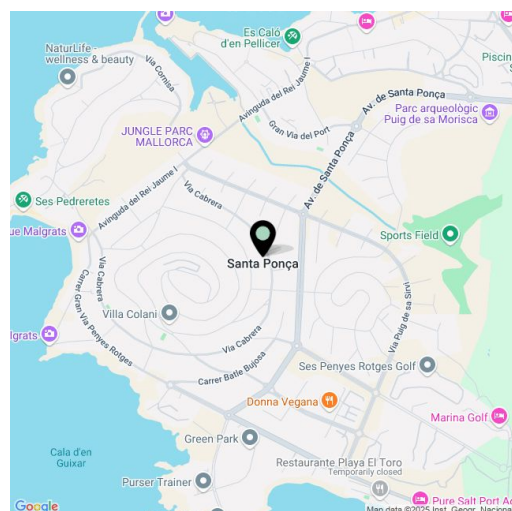 Es Caló
d'en Pellicer
NaturLife -
wellness & beauty
Via Cornisa
Piscin
Av. de Santa Ponça
Avinguda del Rei Jaume I
Parc arqueològic
Puig de sa Morisca
Gran Via del Port
JUNGLE PARC
MALLORCA
Av. de Santa Ponça
Via Cabrera
Ses Pedreretes
Avinguda del Rei Jaume I
ue Malgrats
Sports Field
Santa Ponça
Via Cabrera
Carrer Gran Via Penyes Rotges
Via Puig de sa Sirvi
Villa Colani
lgrats
Via Cabrera
Ses Penyes Rotges Golf
Carrer Batle Bujosa
Donna Vegana
Marina Golf
Green Park
Cala d'en
Guixar
Restaurante Playa El Toro
Temporarily closed
Purser Trainer
Pure Salt Port Ad
Google
Map data ©2025 Inst. Geogr. Nacional